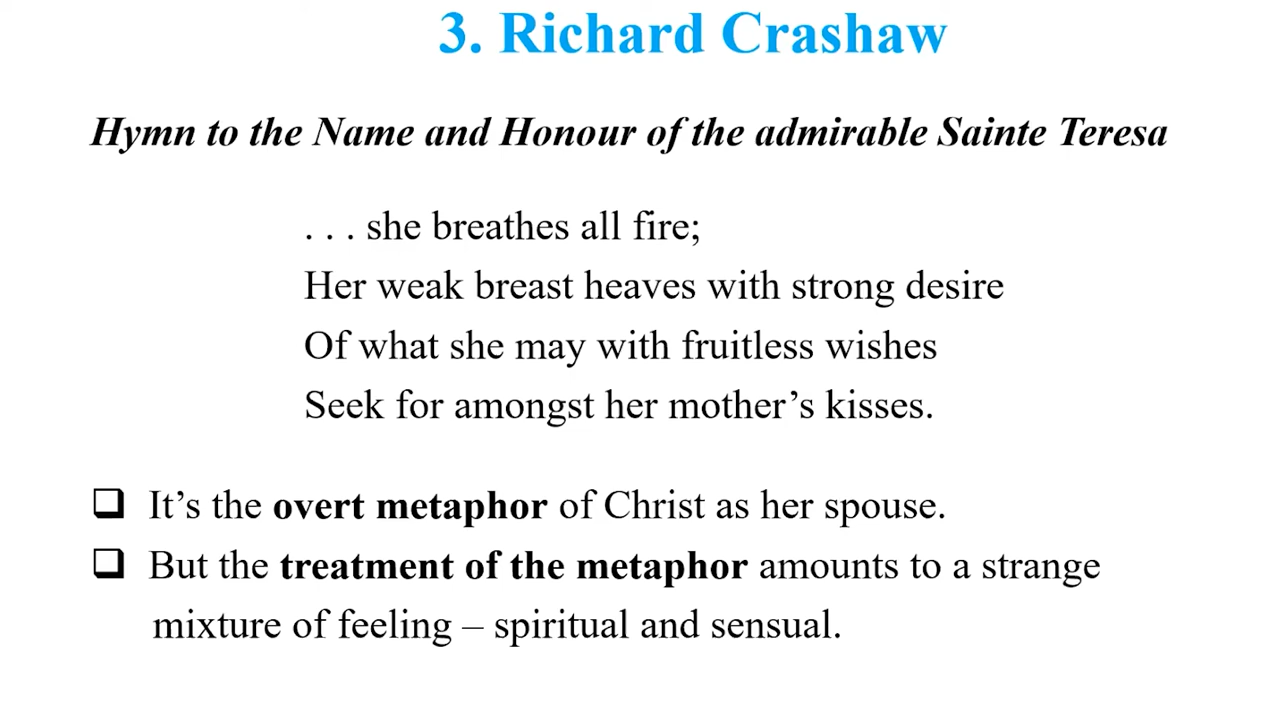 3. Richard Crashaw
Hymn to the Name and Honour of the admirable Sainte Teresa
. . . she breathes all fire;
Her weak breast heaves with strong desire
Of what she may with fruitless wishes
Seek for amongst her mother’s kisses.
❑ It’s the overt metaphor of Christ as her spouse.
❑ But the treatment of the metaphor amounts to a strange
mixture of feeling – spiritual and sensual.